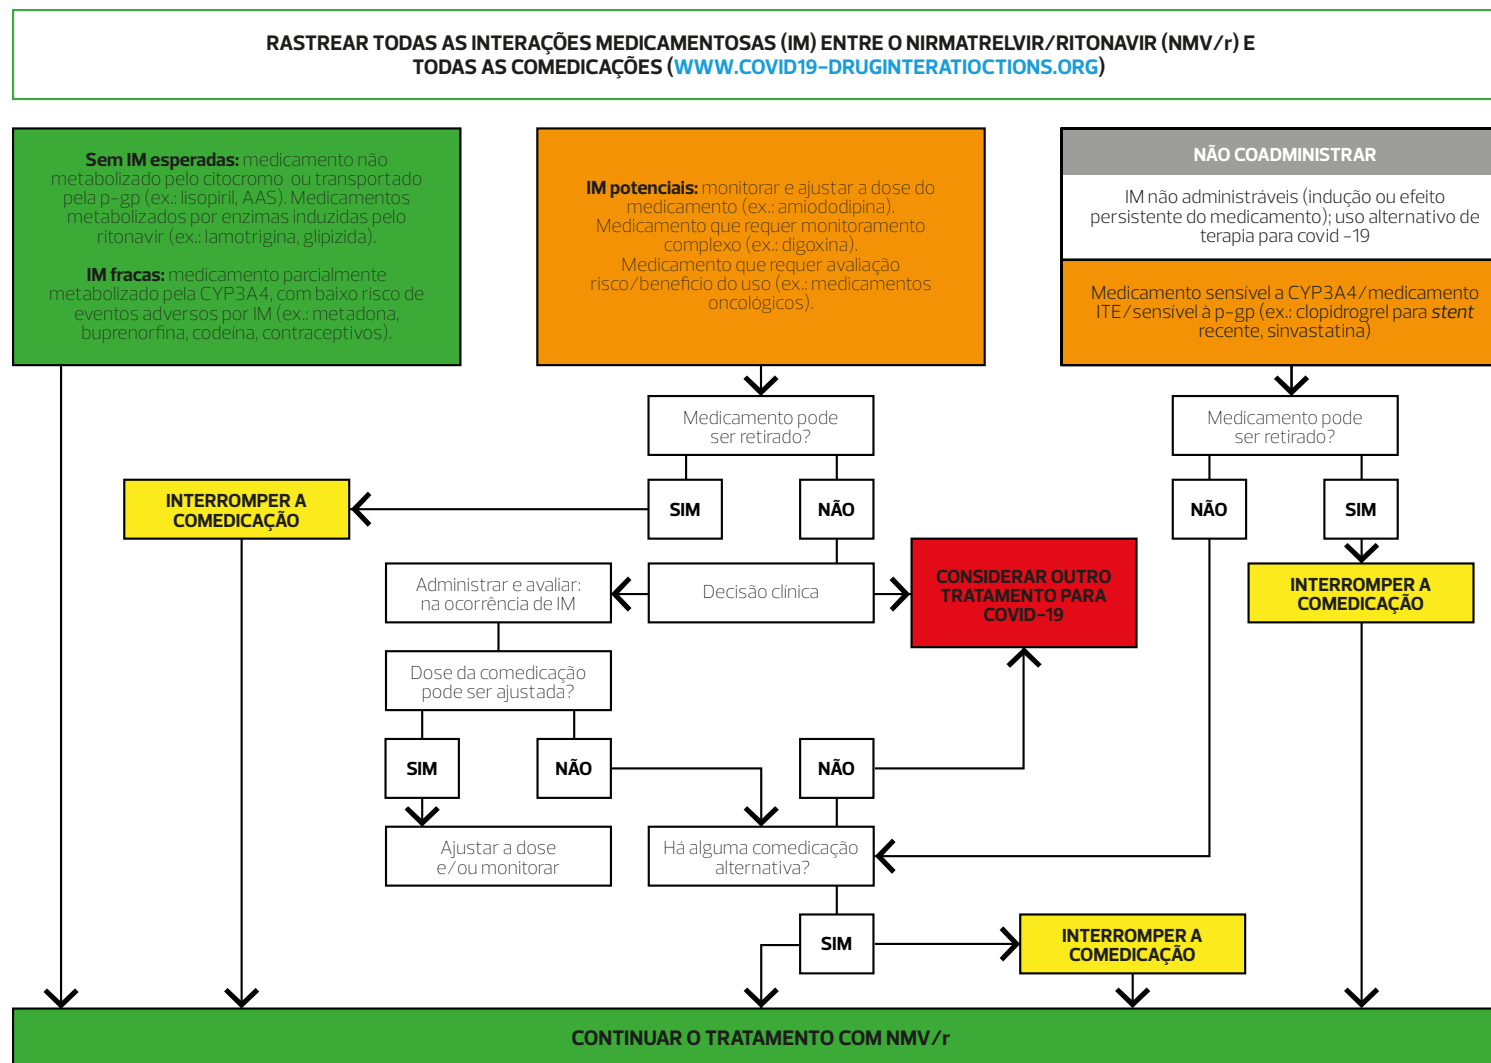 RASTREAR TODAS AS INTERAÇÕES MEDICAMENTOSAS (IM) ENTRE O NIRMATRELVIR/RITONAVIR (NMV/r) E
TODAS AS COMEDICAÇÕES (WWW.COVID19-DRUGINTERATIOCTIONS.ORG)
Sem IM esperadas: medicamento não
metabolizado pelo citocromo ou transportado
pela p-gp (ex.: lisopiril, AAS). Medicamentos
metabolizados por enzimas induzidas pelo
ritonavir (ex.: lamotrigina, glipizida).
IM fracas: medicamento parcialmente
metabolizado pela CYP3A4, com baixo risco de
eventos adversos por IM (ex.: metadona,
buprenorfina, codeína, contraceptivos).
IM potenciais: monitorar e ajustar a dose do
medicamento (ex.: amiododipina).
Medicamento que requer monitoramento
complexo (ex.: digoxina).
Medicamento que requer avaliação
risco/beneficio do uso (ex.: medicamentos
oncológicos).
NÃO COADMINISTRAR
IM não administráveis (indução ou efeito
persistente do medicamento); uso alternativo de
terapia para covid -19
Medicamento sensível a CYP3A4/medicamento
ITE/sensível à p-gp (ex.: clopidrogrel para stent
recente, sinvastatina)
Medicamento pode
ser retirado?
Medicamento pode
ser retirado?
INTERROMPER A
COMEDICAÇÃO
SIM
NÃO
NÃO
SIM
Administrar e avaliar:
na ocorrência de IM
Decisão clínica
CONSIDERAR OUTRO
TRATAMENTO PARA
COVID-19
INTERROMPER A
COMEDICAÇÃO
Dose da comedicação
pode ser ajustada?
SIM
NÃO
NÃO
Ajustar a dose
e/ou monitorar
Há alguma comedicação
alternativa?
SIM
INTERROMPER A
COMEDICAÇÃO
CONTINUAR O TRATAMENTO COM NMV/r